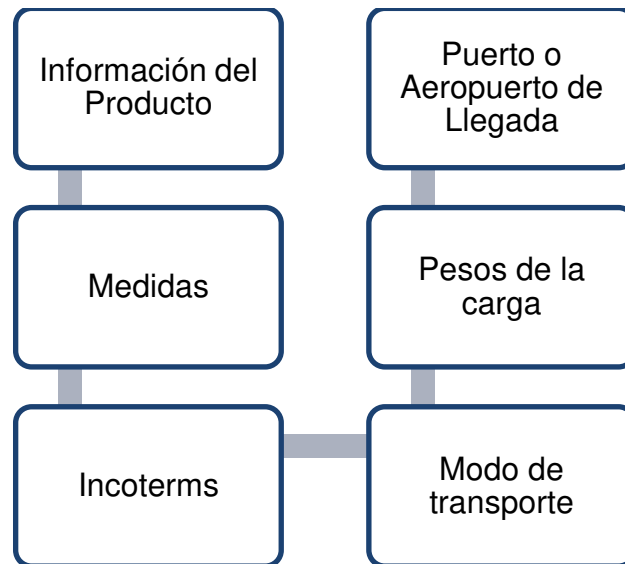 Información del
Producto
Medidas
Incoterms
Modo de
transporte
Pesos de la
carga
Puerto o
Aeropuerto de
Llegada